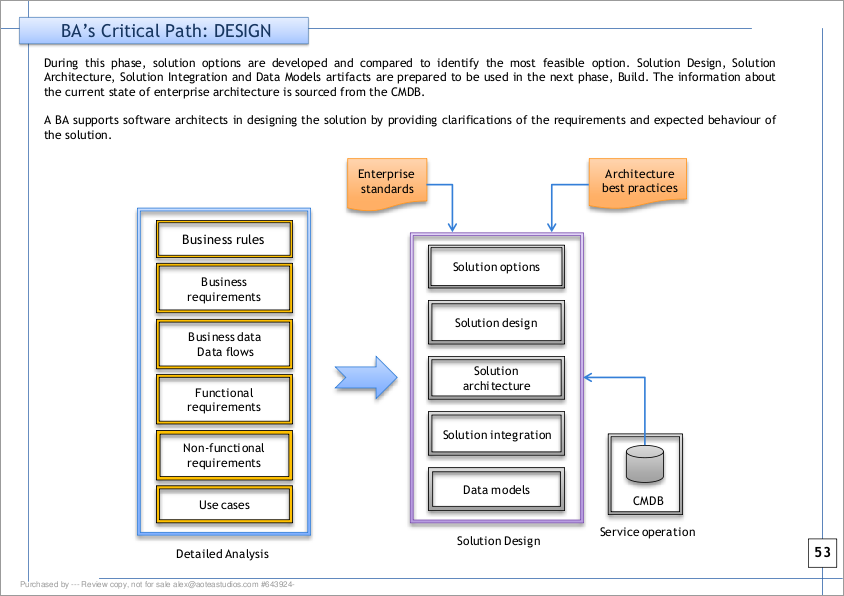 BA's Critical Path: DESIGN
During this phase, solution options are developed and compared to identify the most feasible option. Solution Design, Solution
Architecture, Solution Integration and Data Models artifacts are prepared to be used in the next phase, Build. The information about
the current state of enterprise architecture is sourced from the CMDB.
A BA supports software architects in designing the solution by providing clarifications of the requirements and expected behaviour of
the solution.
Enterprise
standards
Architecture
best practices
Business rules
Business
requirements
Business data
Data flows
Functional
requirements
Non-functional
requirements
Use cases
Detailed Analysis
Solution options
Solution design
Solution
architecture
Solution integration
Data models
Solution Design
CMDB
Service operation
53
Purchased by --- Review copy, not for sale alex@aoteastudios.com #643924-